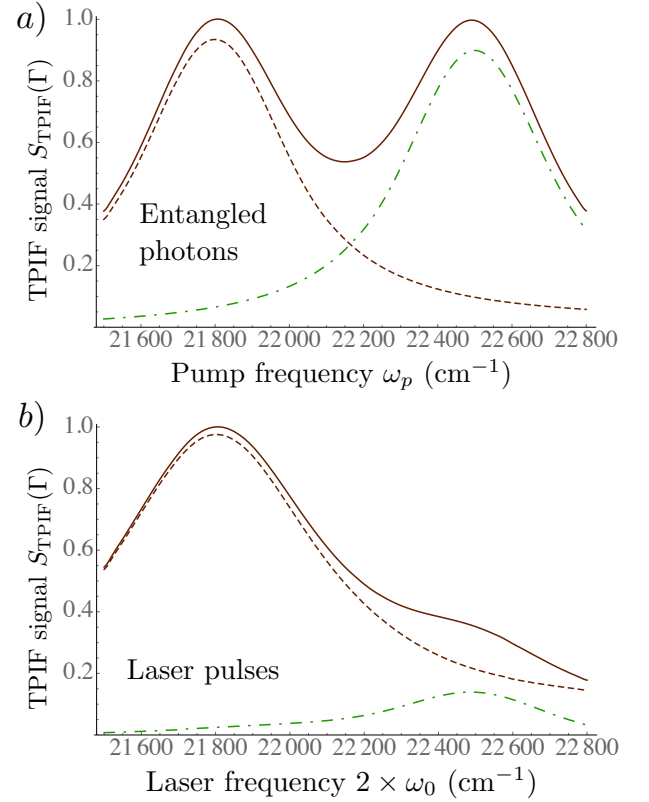 a)
TPIF signal S_TPIF(Γ)
1.0
0.8
0.6
0.4
0.2
Entangled
photons
21 600 21 800 22 000 22 200 22 400 22 600 22 800
Pump frequency ω_p (cm⁻¹)
b)
TPIF signal S_TPIF(Γ)
1.0
0.8
0.6
0.4
0.2
Laser pulses
21 600 21 800 22 000 22 200 22 400 22 600 22 800
Laser frequency 2 × ω₀ (cm⁻¹)